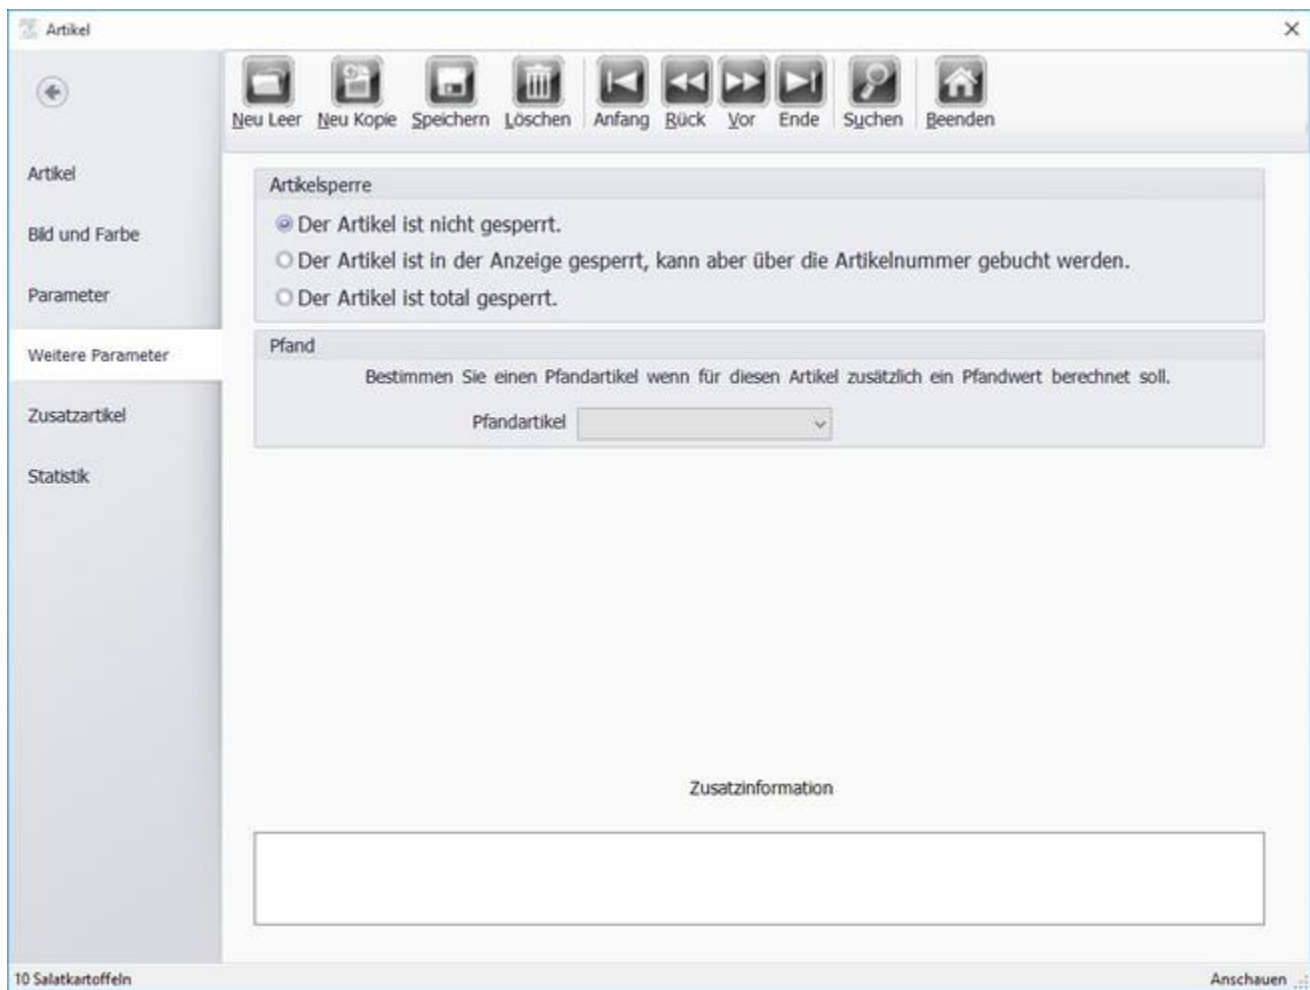 Artikel
Neu Leer Neu Kopie Speichern Löschen Anfang Rück Vor Ende Suchen Beenden
Artikel
Bild und Farbe
Parameter
Weitere Parameter
Zusatzartikel
Statistik
Artikelsperre
Der Artikel ist nicht gesperrt.
Der Artikel ist in der Anzeige gesperrt, kann aber über die Artikelnummer gebucht werden.
Der Artikel ist total gesperrt.
Pfand
Bestimmen Sie einen Pfandartikel wenn für diesen Artikel zusätzlich ein Pfandwert berechnet soll.
Pfandartikel
Zusatzinformation
10 Salatkartoffeln
Anschauen